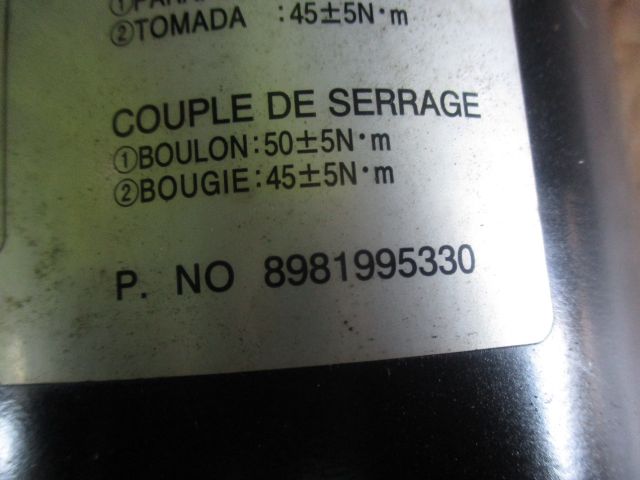 ②TOMADA :45±5N·m
COUPLE DE SERRAGE
①BOULON:50±5N·m
②BOUGIE:45±5N·m
P. NO 8981995330